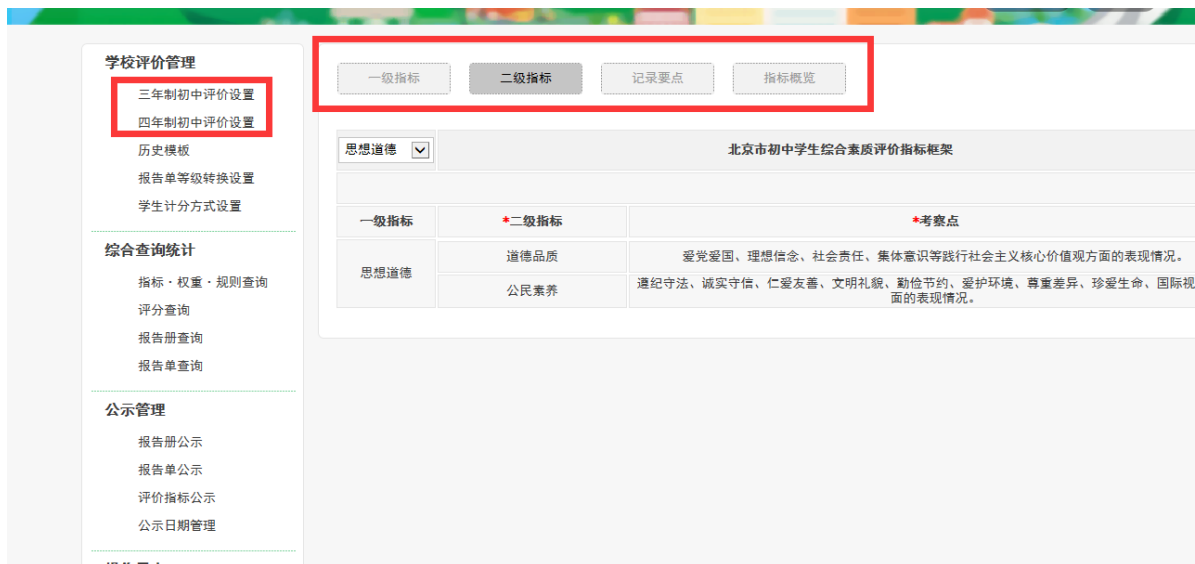 学校评价管理
三年制初中评价设置
四年制初中评价设置
历史模板
报告单等级转换设置
学生计分方式设置
综合查询统计
指标·权重·规则查询
评分查询
报告册查询
报告单查询
公示管理
报告册公示
报告单公示
评价指标公示
公示日期管理
一级指标 二级指标 记录要点 指标概览
思想道德 北京市初中学生综合素质评价指标框架
一级指标 *二级指标 *考察点
思想道德
道德品质 爱党爱国、理想信念、社会责任、集体意识等践行社会主义核心价值观方面的表现情况。
公民素养 遵纪守法、诚实守信、仁爱友善、文明礼貌、勤俭节约、爱护环境、尊重差异、珍爱生命、国际视
面的表现情况。